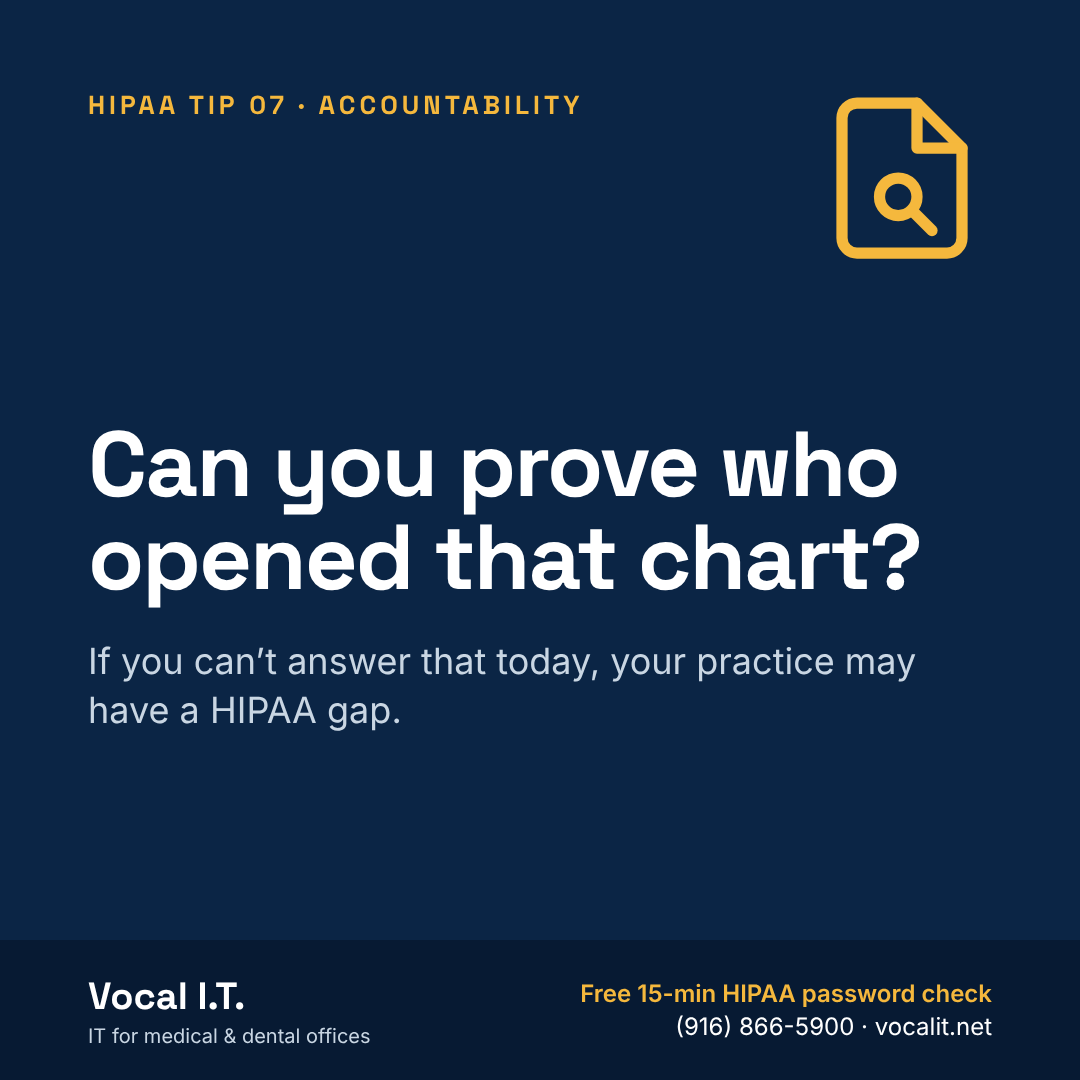 HIPAA TIP 07 · ACCOUNTABILITY
Can you prove who
opened that chart?
If you can’t answer that today, your practice may
have a HIPAA gap.
Vocal I.T.
IT for medical & dental offices
Free 15-min HIPAA password check
(916) 866-5900 · vocalit.net